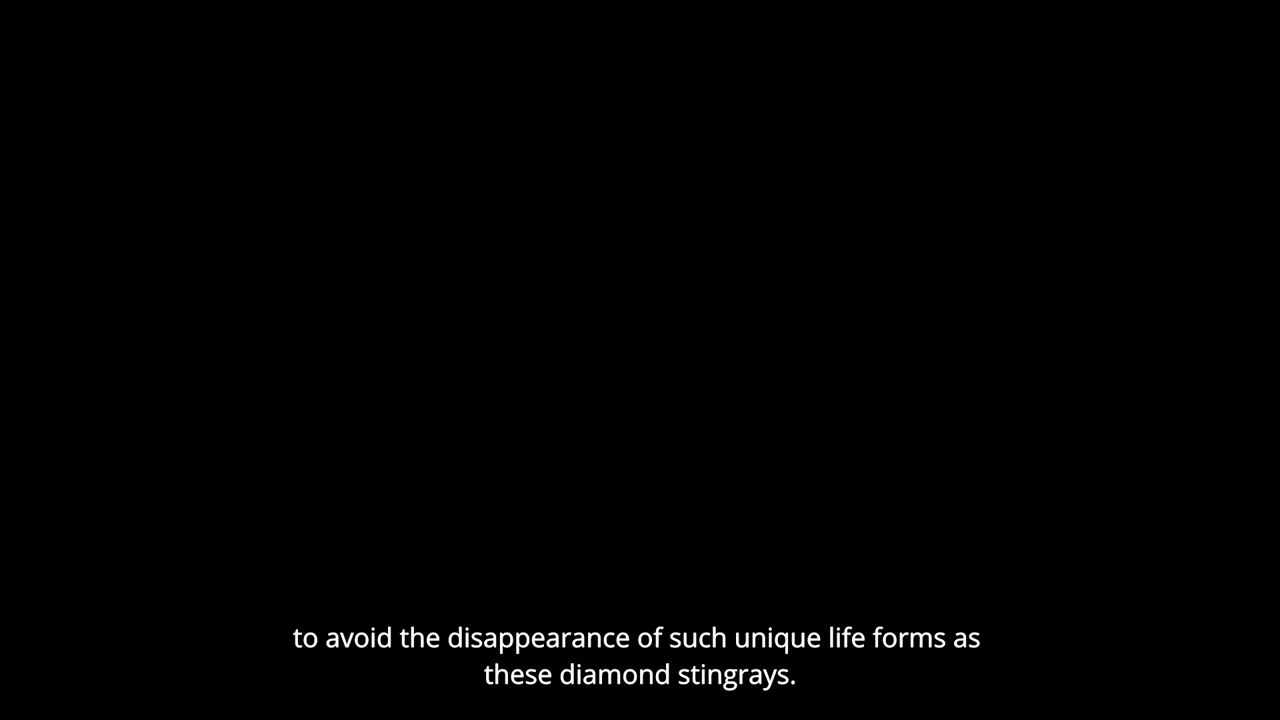 to avoid the disappearance of such unique life forms as
these diamond stingrays.